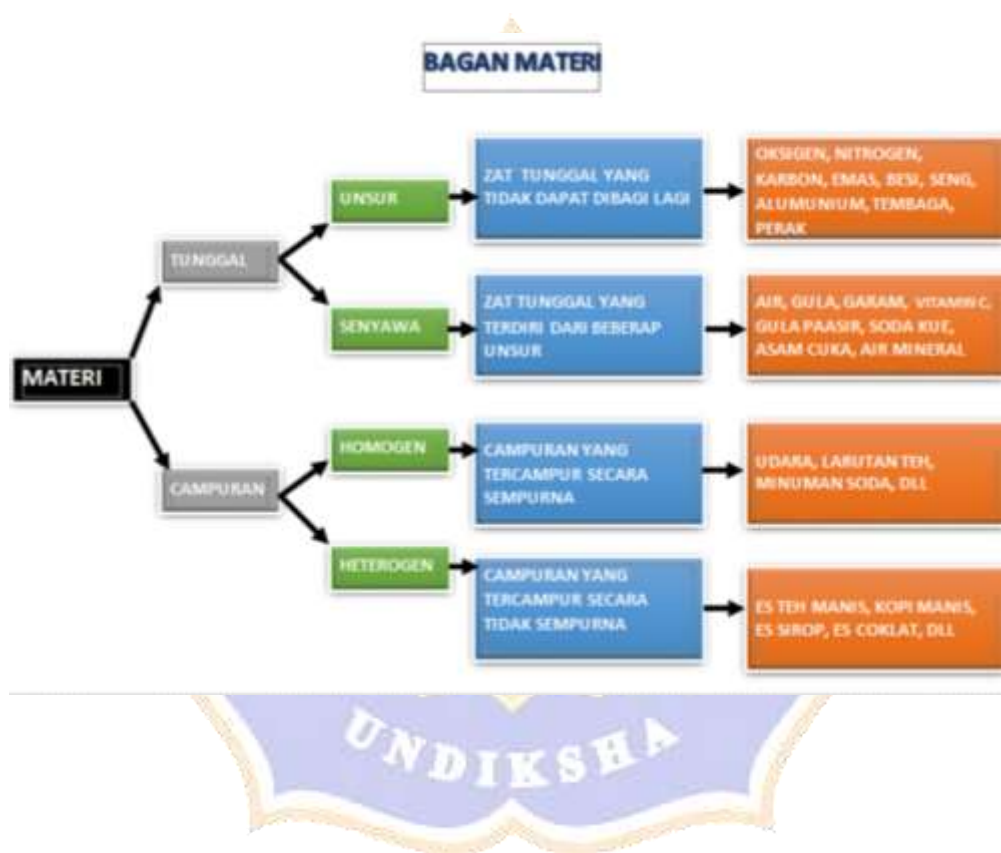 BAGAN MATERI
MATERI
TUNGGAL
UNSUR
ZAT TUNGGAL YANG
TIDAK DAPAT DIBAGI LAGI
OKSIGEN, NITROGEN,
KARBON, EMAS, BESI, SENG,
ALUMUNIUM, TEMBAGA,
PERAK
SENYAWA
ZAT TUNGGAL YANG
TERDIRI DARI BEBERAP
UNSUR
AIR, GULA, GARAM, VITAMIN C,
GULA PAASIR, SODA KUE,
ASAM CUKA, AIR MINERAL
CAMPURAN
HOMOGEN
CAMPURAN YANG
TERCAMPUR SECARA
SEMPURNA
UDARA, LARUTAN TEH,
MINUMAN SODA, DLL
HETEROGEN
CAMPURAN YANG
TERCAMPUR SECARA
TIDAK SEMPURNA
ES TEH MANIS, KOPI MANIS,
ES SIROP, ES COKLAT, DLL
UNDIKSHA